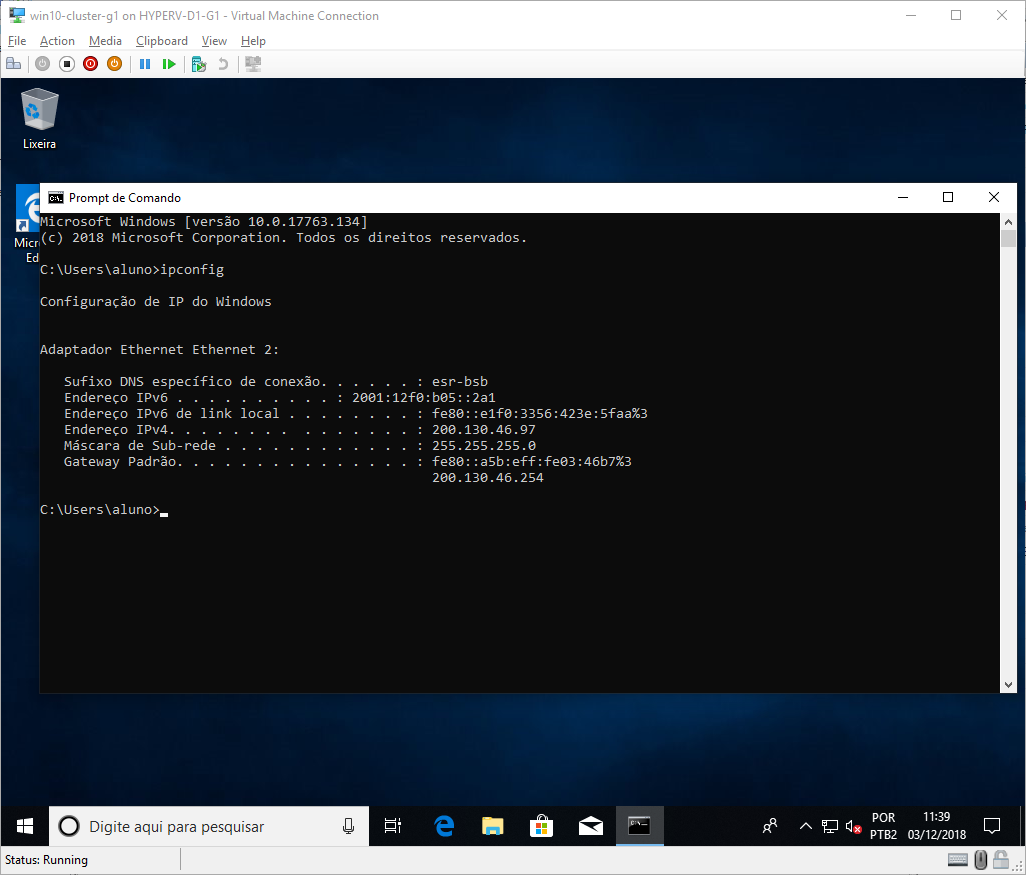 win10-cluster-g1 on HYPERV-D1-G1 - Virtual Machine Connection
File Action Media Clipboard View Help
Lixeira
Prompt de Comando
Micr
Ed
Microsoft Windows [versão 10.0.17763.134]
(c) 2018 Microsoft Corporation. Todos os direitos reservados.
C:\Users\aluno>ipconfig
Configuração de IP do Windows
Adaptador Ethernet Ethernet 2:
Sufixo DNS específico de conexão. . . . . . : esr-bsb
Endereço IPv6 . . . . . . . . . . : 2001:12f0:b05::2a1
Endereço IPv6 de link local . . . . . . . . : fe80::e1f0:3356:423e:5faa%3
Endereço IPv4. . . . . . . . . . . . . . . : 200.130.46.97
Máscara de Sub-rede . . . . . . . . . . . . : 255.255.255.0
Gateway Padrão. . . . . . . . . . . . . . . : fe80::a5b:eff:fe03:46b7%3
200.130.46.254
C:\Users\aluno>
Digite aqui para pesquisar
POR
PTB2
11:39
03/12/2018
Status: Running